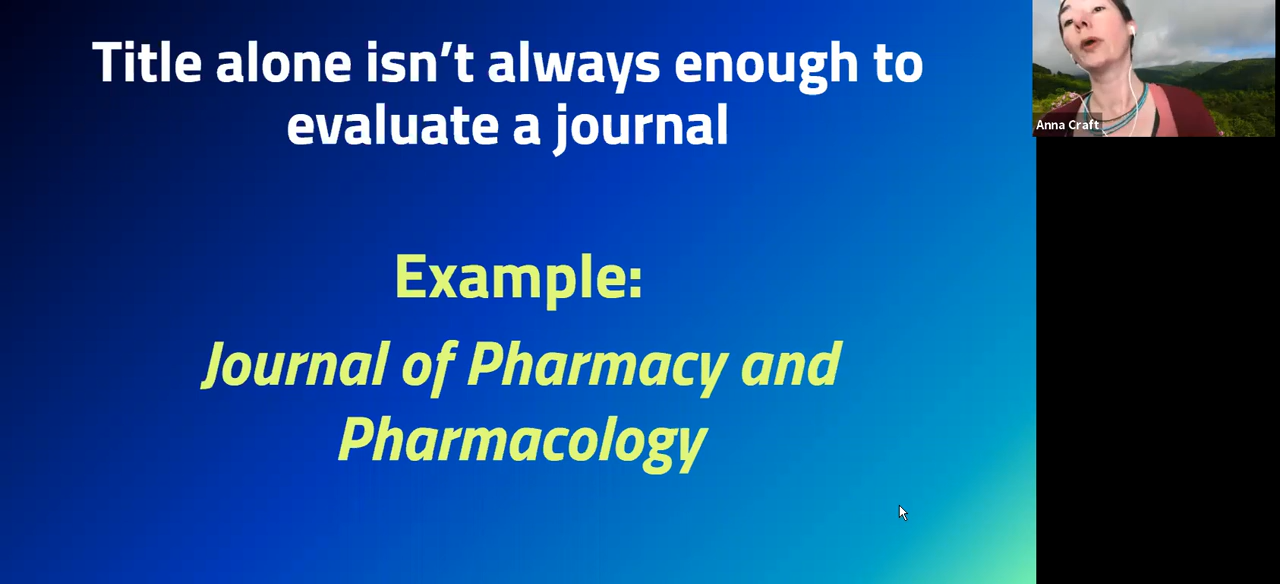 Title alone isn’t always enough to
evaluate a journal
Example:
Journal of Pharmacy and
Pharmacology
Anna Craft